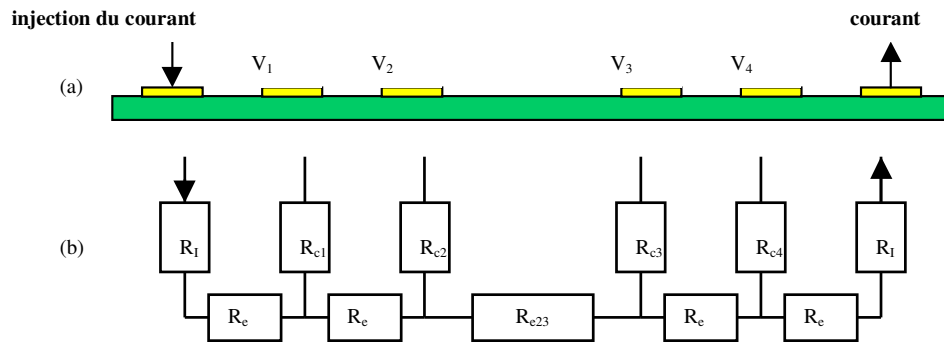 injection du courant
courant
V1
V2
V3
V4
(a)
(b)
RI
Rc1
Rc2
Rc3
Rc4
RI
Re
Re
Re23
Re
Re